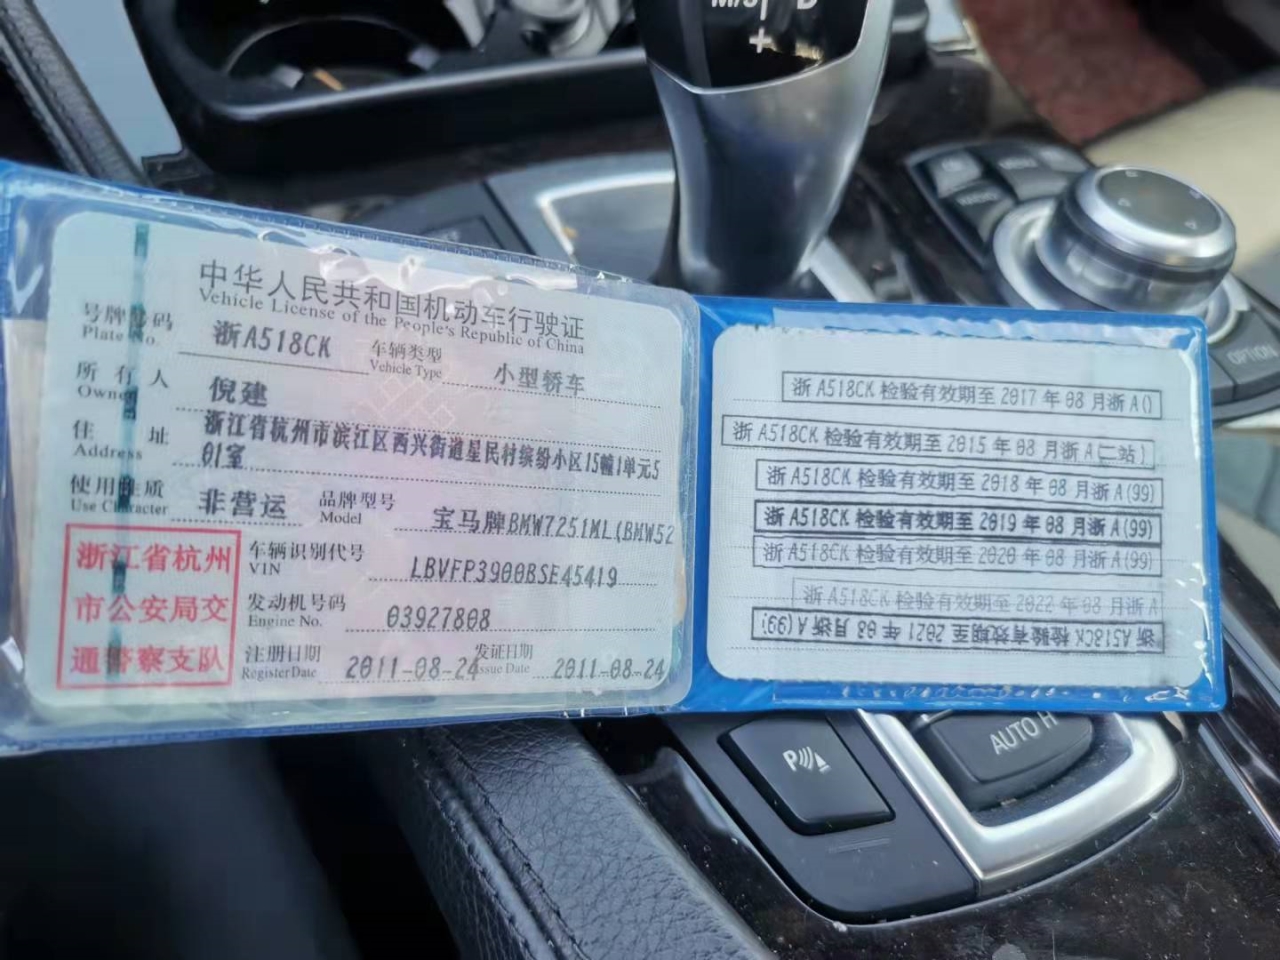 中华人民共和国机动车行驶证
Vehicle License of the People's Republic of China
号牌号码 浙A518CK 车辆类型 小型轿车
Plate No. Vehicle Type
所有人 倪建
Owner
住址 浙江省杭州市滨江区西兴街道星民村缤纷小区15幢1单元5
Address 01室
使用性质 非营运 品牌型号 宝马牌BMW7251ML(BMW52
Use Character Model
浙江省杭州
市公安局交
通警察支队
车辆识别代号 LBVFP3900BSE45419
VIN
发动机号码 03927808
Engine No.
注册日期 2011-08-24 发证日期 2011-08-24
Register Date Issue Date
浙A518CK 检验有效期至 2017 年 08 月浙A()
浙A518CK 检验有效期至 2015 年 08 月浙A(二站)
浙A518CK 检验有效期至 2018 年 08 月浙A(99)
浙A518CK 检验有效期至 2019 年 08 月浙A(99)
浙A518CK 检验有效期至 2020 年 08 月浙A(99)
浙A518CK 检验有效期至 2022 年 08 月浙A
浙A518CK 检验有效期至 2021 年 08 月浙A(99)
M/S
D
+
MENU
OPTION
P
AUTO H